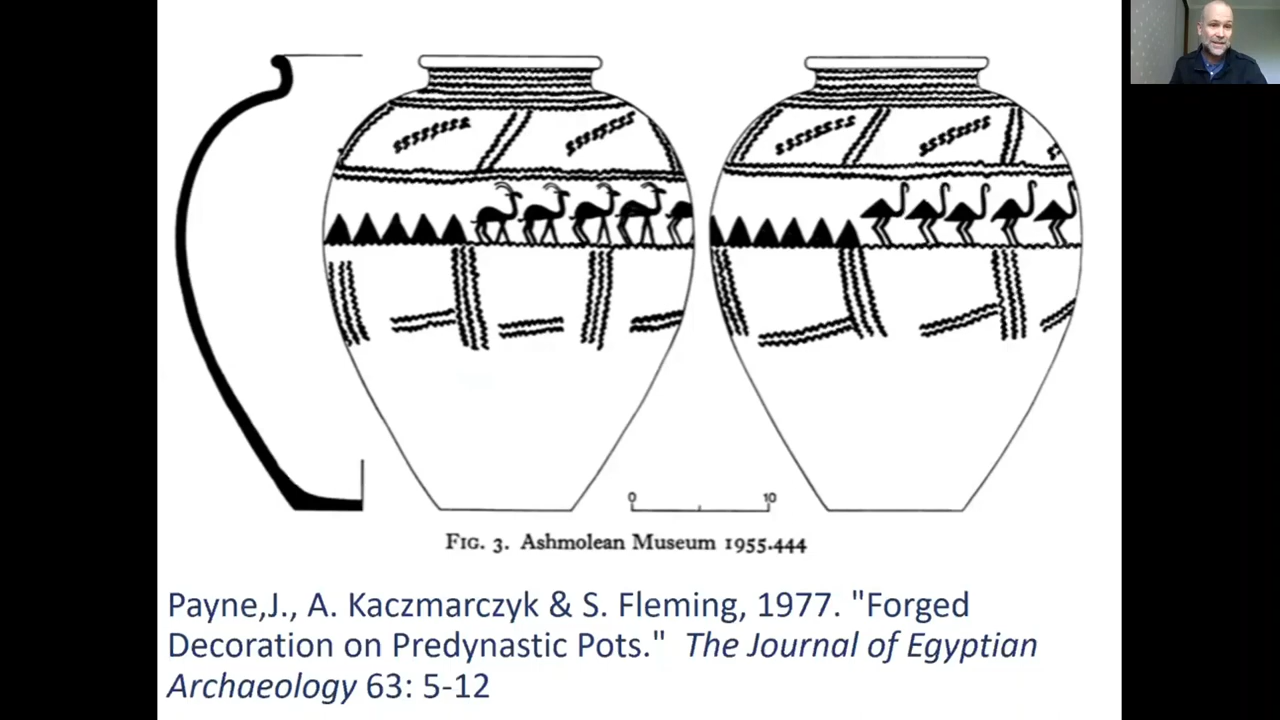 0 10
FIG. 3. Ashmolean Museum 1955.444
Payne,J., A. Kaczmarczyk & S. Fleming, 1977. "Forged
Decoration on Predynastic Pots."  The Journal of Egyptian
Archaeology 63: 5-12